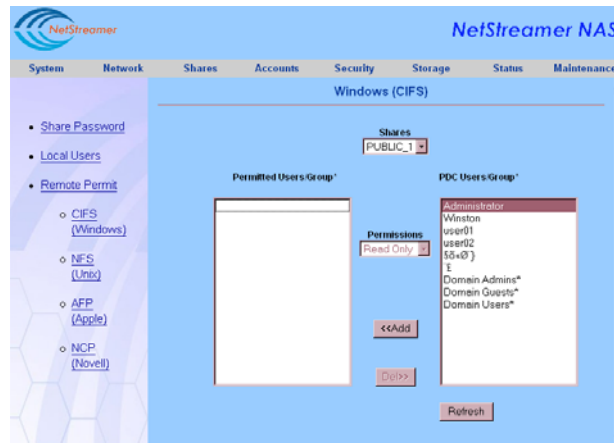 NetStreamer
NetStreamer NAS
System Network Shares Accounts Security Storage Status Maintenance
Windows (CIFS)
Share Password
Local Users
Remote Permit
CIFS
(Windows)
NFS
(Unix)
AFP
(Apple)
NCP
(Novell)
Shares
PUBLIC_1
Permitted Users/Group*
PDC Users/Group*
Permissions
Read Only
Administrator
Winston
user01
user02
Domain Admins*
Domain Guests*
Domain Users*
<<Add
Del>>
Refresh